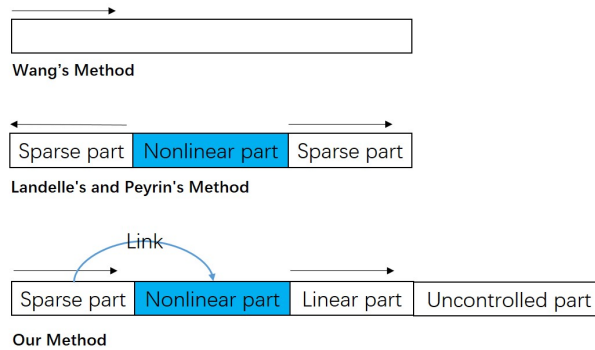 Wang's Method
Sparse part Nonlinear part Sparse part
Landelle's and Peyrin's Method
Link
Sparse part Nonlinear part Linear part Uncontrolled part
Our Method